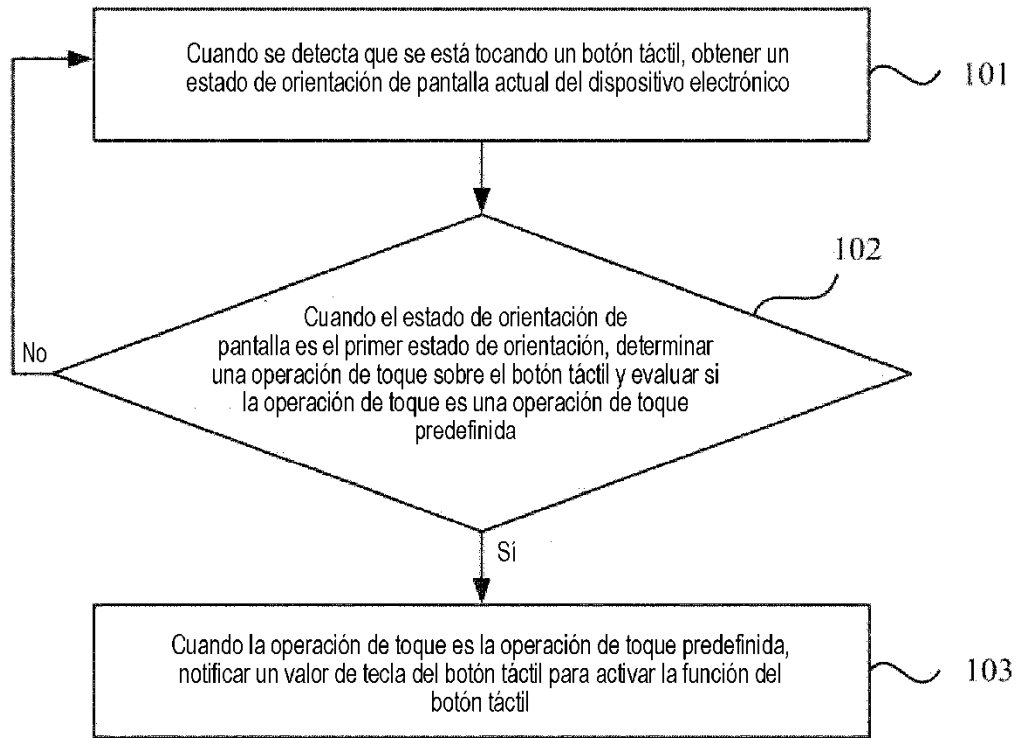 Cuando se detecta que se está tocando un botón táctil, obtener un
estado de orientación de pantalla actual del dispositivo electrónico
101
102
Cuando el estado de orientación de
pantalla es el primer estado de orientación, determinar
una operación de toque sobre el botón táctil y evaluar si
la operación de toque es una operación de toque
predefinida
No
Sí
Cuando la operación de toque es la operación de toque predefinida,
notificar un valor de tecla del botón táctil para activar la función del
botón táctil
103